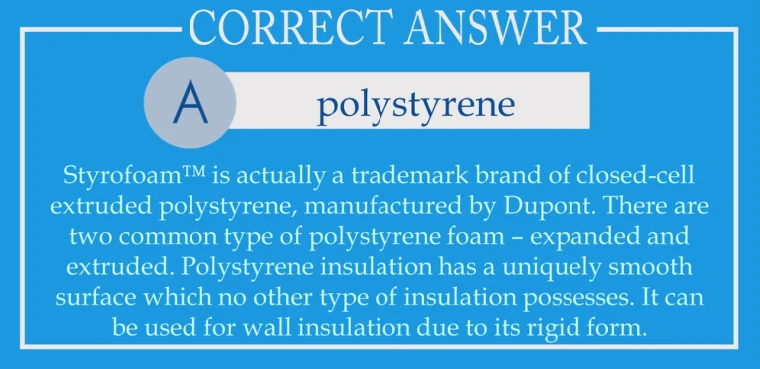 CORRECT ANSWER
A
polystyrene
Styrofoam™ is actually a trademark brand of closed-cell
extruded polystyrene, manufactured by Dupont. There are
two common type of polystyrene foam – expanded and
extruded. Polystyrene insulation has a uniquely smooth
surface which no other type of insulation possesses. It can
be used for wall insulation due to its rigid form.